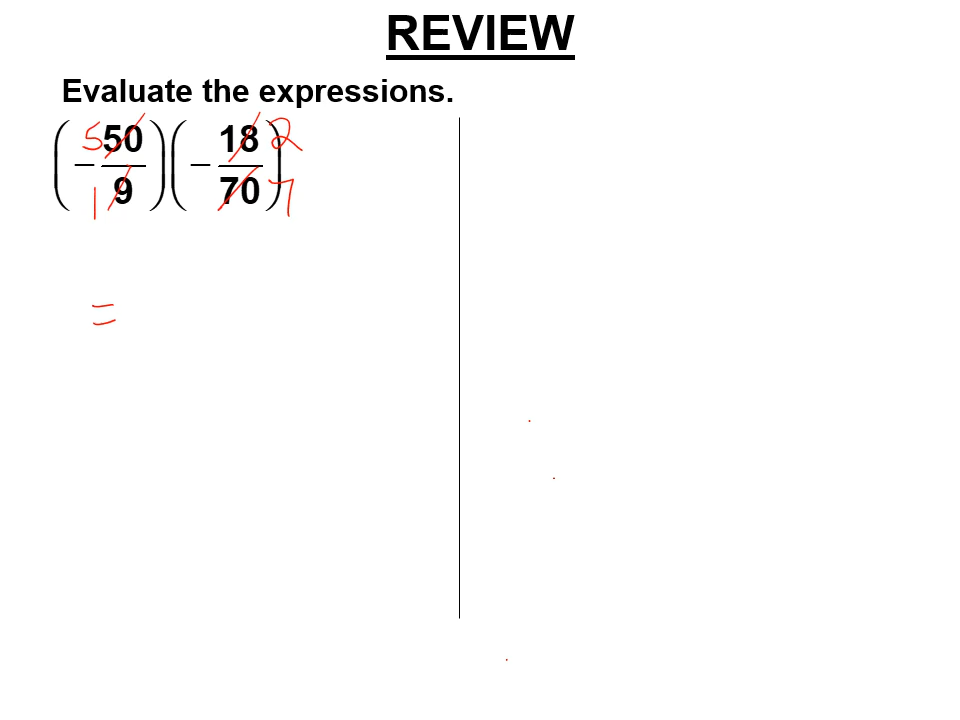 REVIEW
Evaluate the expressions.
5 50 18 2
( − ─ ) ( − ─ )
1 9 70 7
=